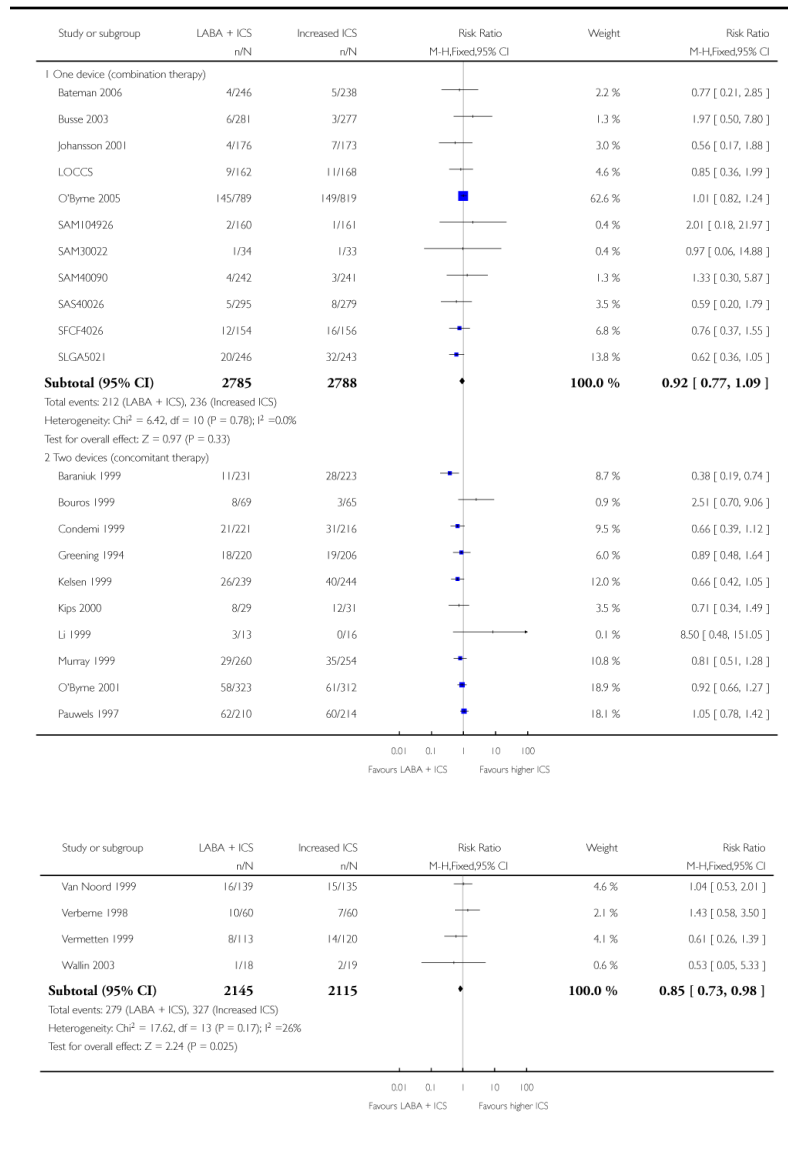 Study or subgroup LABA + ICS Increased ICS Risk Ratio Weight Risk Ratio
n/N n/N M-H,Fixed,95% CI M-H,Fixed,95% CI
1 One device (combination therapy)
Bateman 2006 4/246 5/238 2.2 % 0.77 [ 0.21, 2.85 ]
Busse 2003 6/281 3/277 1.3 % 1.97 [ 0.50, 7.80 ]
Johansson 2001 4/176 7/173 3.0 % 0.56 [ 0.17, 1.88 ]
LOCCS 9/162 11/168 4.6 % 0.85 [ 0.36, 1.99 ]
O'Byrne 2005 145/789 149/819 62.6 % 1.01 [ 0.82, 1.24 ]
SAM104926 2/160 1/161 0.4 % 2.01 [ 0.18, 21.97 ]
SAM30022 1/34 1/33 0.4 % 0.97 [ 0.06, 14.88 ]
SAM40090 4/242 3/241 1.3 % 1.33 [ 0.30, 5.87 ]
SAS40026 5/295 8/279 3.5 % 0.59 [ 0.20, 1.79 ]
SFCF4026 12/154 16/156 6.8 % 0.76 [ 0.37, 1.55 ]
SLGA5021 20/246 32/243 13.8 % 0.62 [ 0.36, 1.05 ]
Subtotal (95% CI) 2785 2788 100.0 % 0.92 [ 0.77, 1.09 ]
Total events: 212 (LABA + ICS), 236 (Increased ICS)
Heterogeneity: Chi² = 6.42, df = 10 (P = 0.78); I² =0.0%
Test for overall effect: Z = 0.97 (P = 0.33)
2 Two devices (concomitant therapy)
Baraniuk 1999 11/231 28/223 8.7 % 0.38 [ 0.19, 0.74 ]
Bouros 1999 8/69 3/65 0.9 % 2.51 [ 0.70, 9.06 ]
Condemi 1999 21/221 31/216 9.5 % 0.66 [ 0.39, 1.12 ]
Greening 1994 18/220 19/206 6.0 % 0.89 [ 0.48, 1.64 ]
Kelsen 1999 26/239 40/244 12.0 % 0.66 [ 0.42, 1.05 ]
Kips 2000 8/29 12/31 3.5 % 0.71 [ 0.34, 1.49 ]
Li 1999 3/13 0/16 0.1 % 8.50 [ 0.48, 151.05 ]
Murray 1999 29/260 35/254 10.8 % 0.81 [ 0.51, 1.28 ]
O'Byrne 2001 58/323 61/312 18.9 % 0.92 [ 0.66, 1.27 ]
Pauwels 1997 62/210 60/214 18.1 % 1.05 [ 0.78, 1.42 ]
0.01 0.1 1 10 100
Favours LABA + ICS Favours higher ICS
Study or subgroup LABA + ICS Increased ICS Risk Ratio Weight Risk Ratio
n/N n/N M-H,Fixed,95% CI M-H,Fixed,95% CI
Van Noord 1999 16/139 15/135 4.6 % 1.04 [ 0.53, 2.01 ]
Verberne 1998 10/60 7/60 2.1 % 1.43 [ 0.58, 3.50 ]
Vermetten 1999 8/113 14/120 4.1 % 0.61 [ 0.26, 1.39 ]
Wallin 2003 1/18 2/19 0.6 % 0.53 [ 0.05, 5.33 ]
Subtotal (95% CI) 2145 2115 100.0 % 0.85 [ 0.73, 0.98 ]
Total events: 279 (LABA + ICS), 327 (Increased ICS)
Heterogeneity: Chi² = 17.62, df = 13 (P = 0.17); I² =26%
Test for overall effect: Z = 2.24 (P = 0.025)
0.01 0.1 1 10 100
Favours LABA + ICS Favours higher ICS